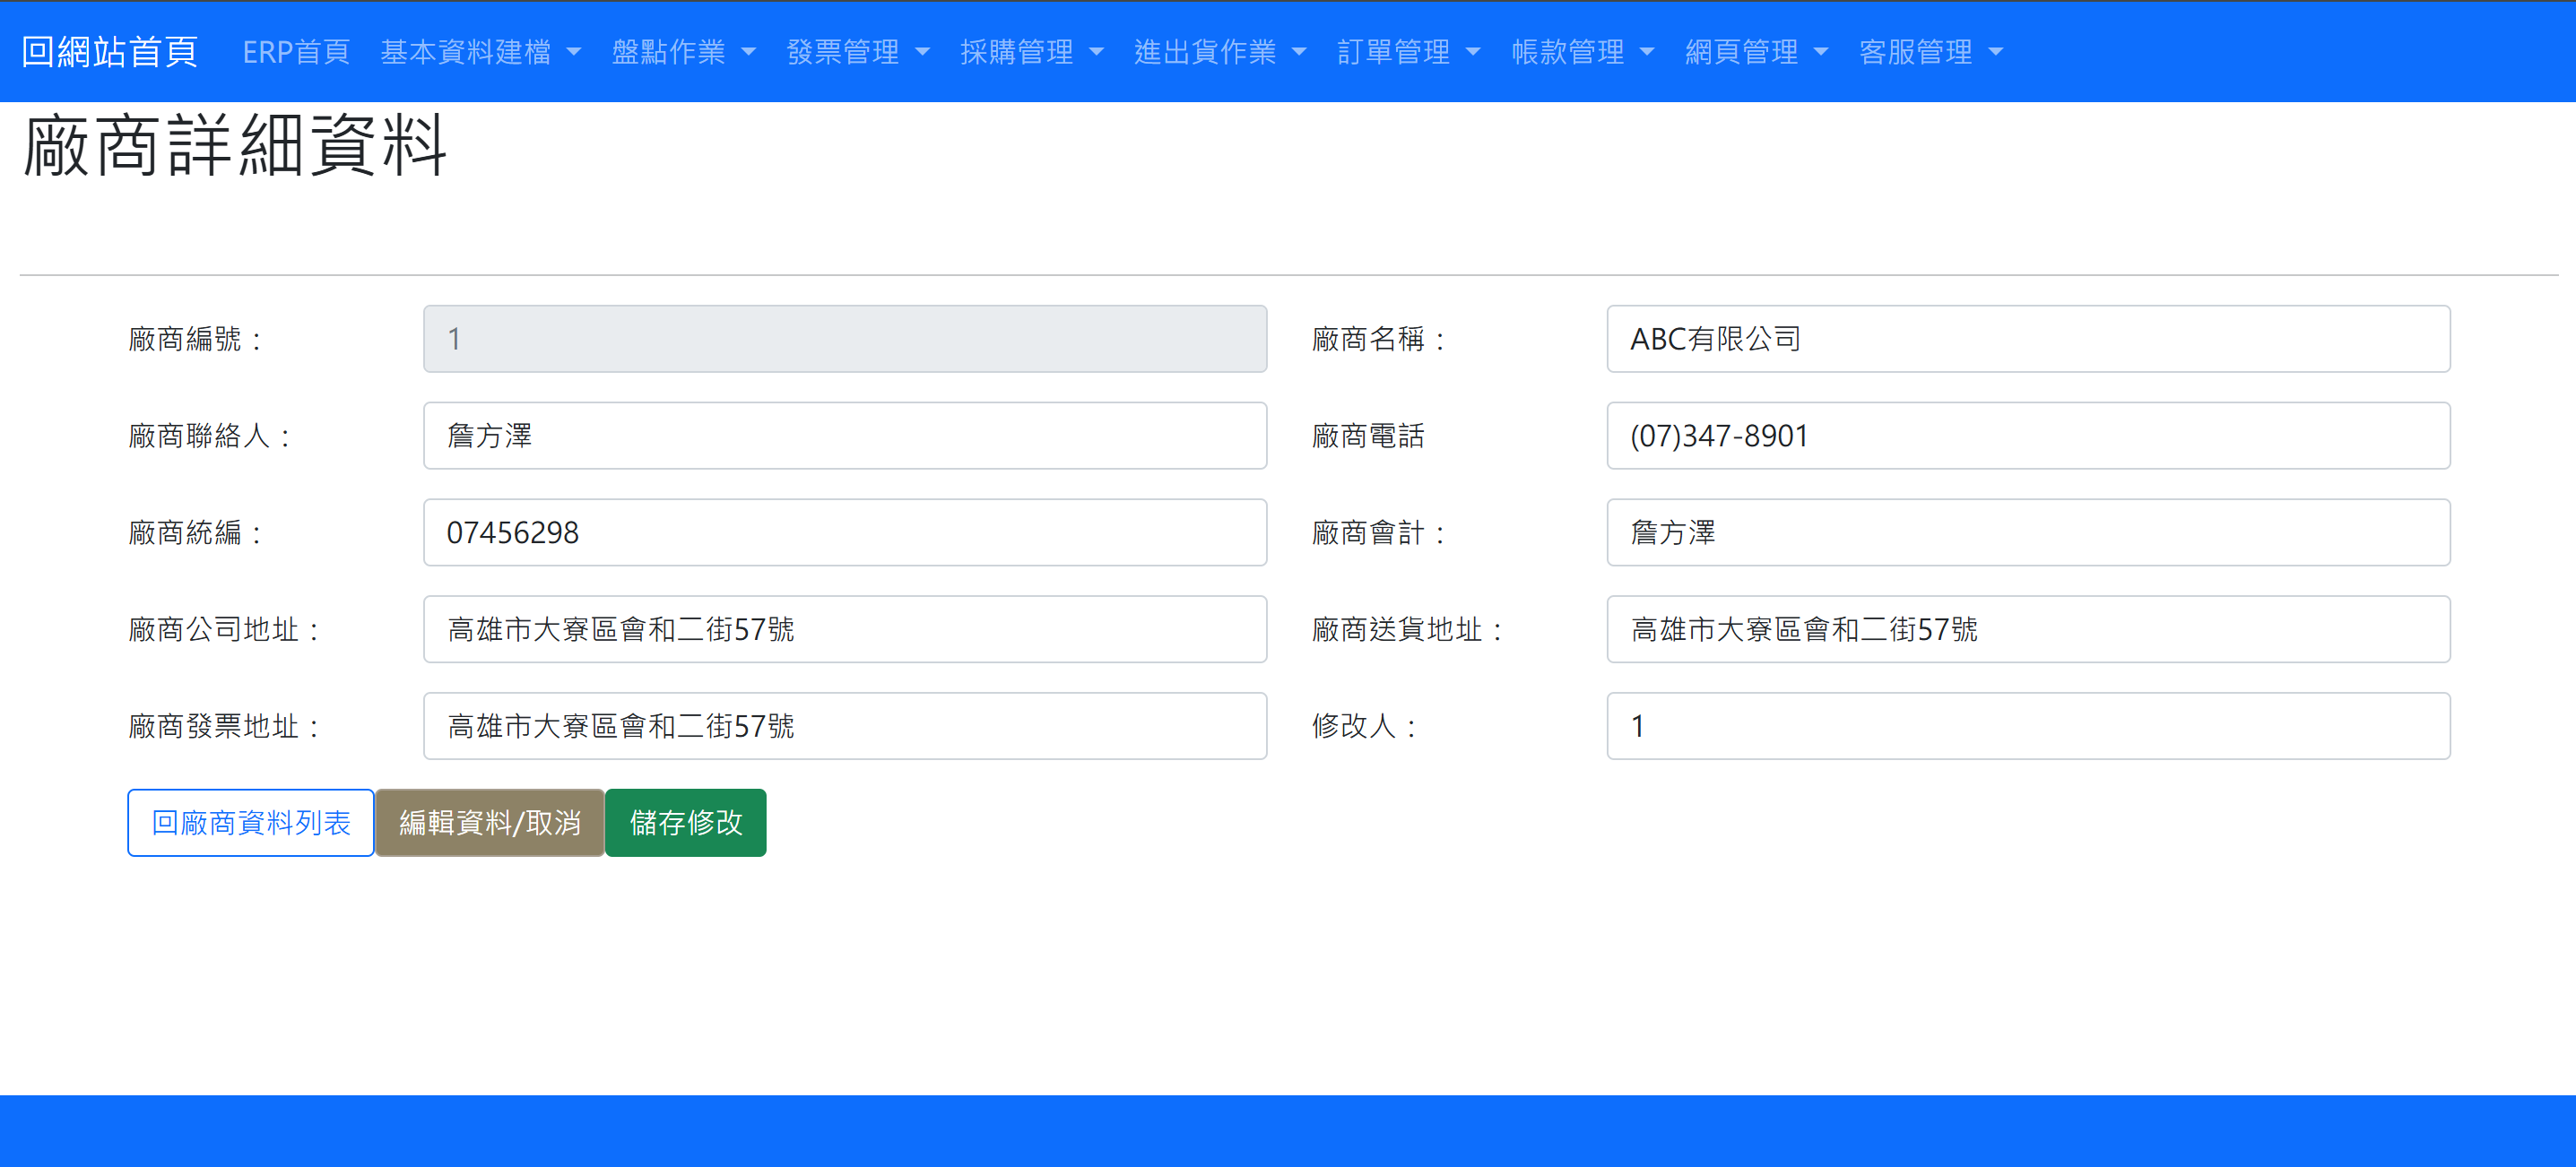 回網站首頁 ERP首頁 基本資料建檔 盤點作業 發票管理 採購管理 進出貨作業 訂單管理 帳款管理 網頁管理 客服管理
廠商詳細資料
廠商編號： 1 廠商名稱： ABC有限公司
廠商聯絡人： 詹方澤 廠商電話 (07)347-8901
廠商統編： 07456298 廠商會計： 詹方澤
廠商公司地址： 高雄市大寮區會和二街57號 廠商送貨地址： 高雄市大寮區會和二街57號
廠商發票地址： 高雄市大寮區會和二街57號 修改人： 1
回廠商資料列表 編輯資料/取消 儲存修改